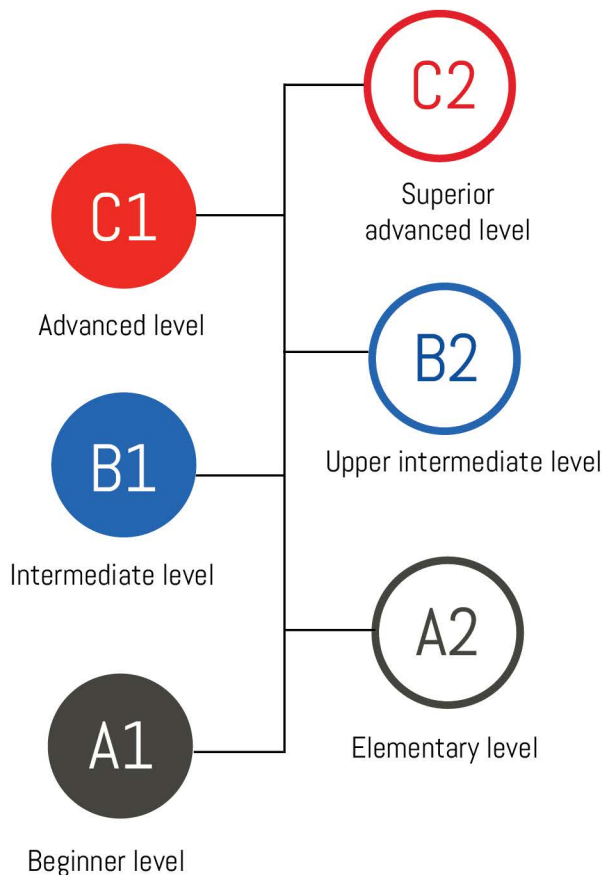 C2
Superior
advanced level
C1
Advanced level
B2
Upper intermediate level
B1
Intermediate level
A2
Elementary level
A1
Beginner level